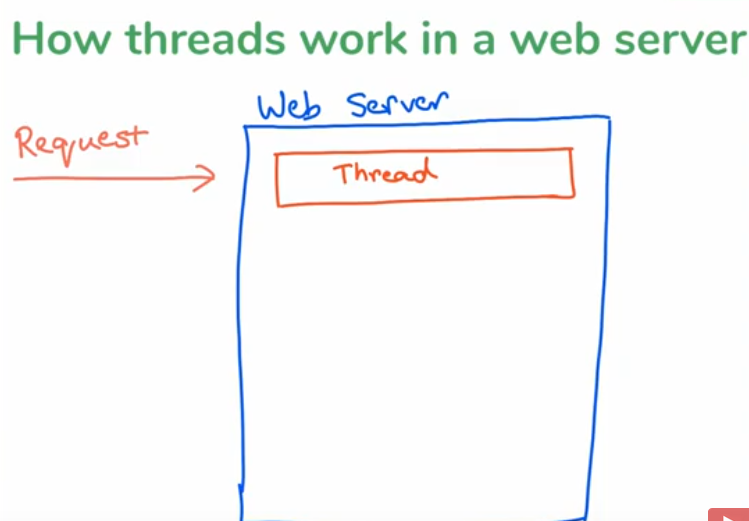 How threads work in a web server
Web Server
Request
Thread